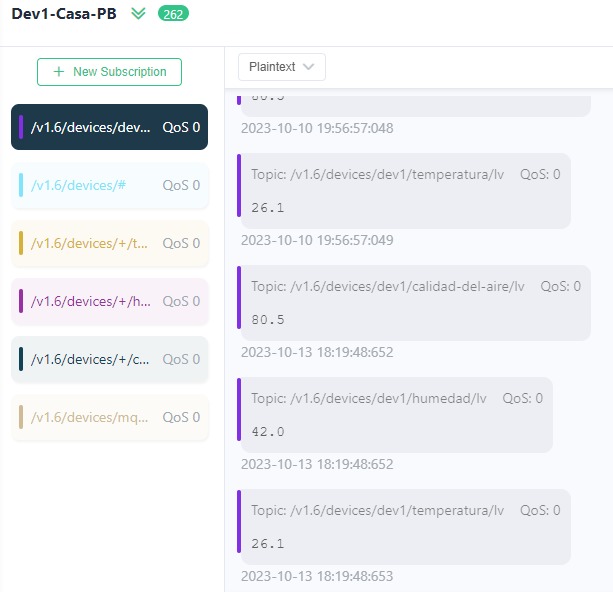 Dev1-Casa-PB 262
+ New Subscription
Plaintext
/v1.6/devices/dev... QoS 0
/v1.6/devices/# QoS 0
/v1.6/devices/+/t... QoS 0
/v1.6/devices/+/h... QoS 0
/v1.6/devices/+/c... QoS 0
/v1.6/devices/mq... QoS 0
80.5
2023-10-10 19:56:57:048
Topic: /v1.6/devices/dev1/temperatura/lv QoS: 0
26.1
2023-10-10 19:56:57:049
Topic: /v1.6/devices/dev1/calidad-del-aire/lv QoS: 0
80.5
2023-10-13 18:19:48:652
Topic: /v1.6/devices/dev1/humedad/lv QoS: 0
42.0
2023-10-13 18:19:48:652
Topic: /v1.6/devices/dev1/temperatura/lv QoS: 0
26.1
2023-10-13 18:19:48:653